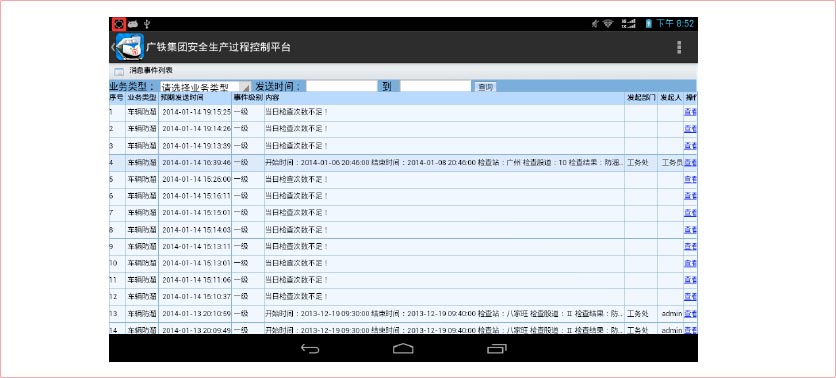 下午 8:52
广铁集团安全生产过程控制平台
消息事件列表
业务类型： 请选择业务类型 发送时间： 到 查询
序号 业务类型 预期发送时间 事件级别 内容 发起部门 发起人 操作
1 车辆防溜 2014-01-14 19:15:25 一级 当日检查次数不足！ 查看
2 车辆防溜 2014-01-14 19:14:26 一级 当日检查次数不足！ 查看
3 车辆防溜 2014-01-14 19:13:39 一级 当日检查次数不足！ 查看
4 车辆防溜 2014-01-14 16:39:46 一级 开始时间：2014-01-06 20:46:00 结束时间：2014-01-08 20:46:00 检查站：广州 检查股道：10 检查结果：防溜... 工务处 工务员 查看
5 车辆防溜 2014-01-14 15:26:00 一级 当日检查次数不足！ 查看
6 车辆防溜 2014-01-14 15:16:11 一级 当日检查次数不足！ 查看
7 车辆防溜 2014-01-14 15:15:01 一级 当日检查次数不足！ 查看
8 车辆防溜 2014-01-14 15:14:03 一级 当日检查次数不足！ 查看
9 车辆防溜 2014-01-14 15:13:11 一级 当日检查次数不足！ 查看
10 车辆防溜 2014-01-14 15:13:01 一级 当日检查次数不足！ 查看
11 车辆防溜 2014-01-14 15:11:06 一级 当日检查次数不足！ 查看
12 车辆防溜 2014-01-14 15:10:37 一级 当日检查次数不足！ 查看
13 车辆防溜 2014-01-13 20:10:59 一级 开始时间：2013-12-19 09:30:00 结束时间：2013-12-19 09:40:00 检查站：八家旺 检查股道：Ⅱ 检查结果：防... 工务处 admin 查看
14 车辆防溜 2014-01-13 20:09:49 一级 开始时间：2013-12-19 09:30:00 结束时间：2013-12-19 09:40:00 检查站：八家旺 检查股道：Ⅱ 检查结果：防... 工务处 admin 查看